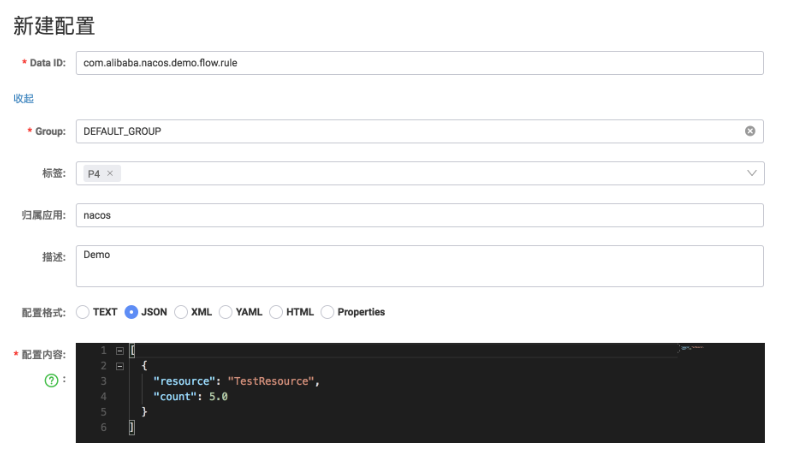 新建配置
* Data ID: com.alibaba.nacos.demo.flow.rule
收起
* Group: DEFAULT_GROUP
标签: P4 ×
归属应用: nacos
描述: Demo
配置格式: TEXT JSON XML YAML HTML Properties
* 配置内容: 1 [
? : 2 {
3 "resource": "TestResource",
4 "count": 5.0
5 }
6 ]